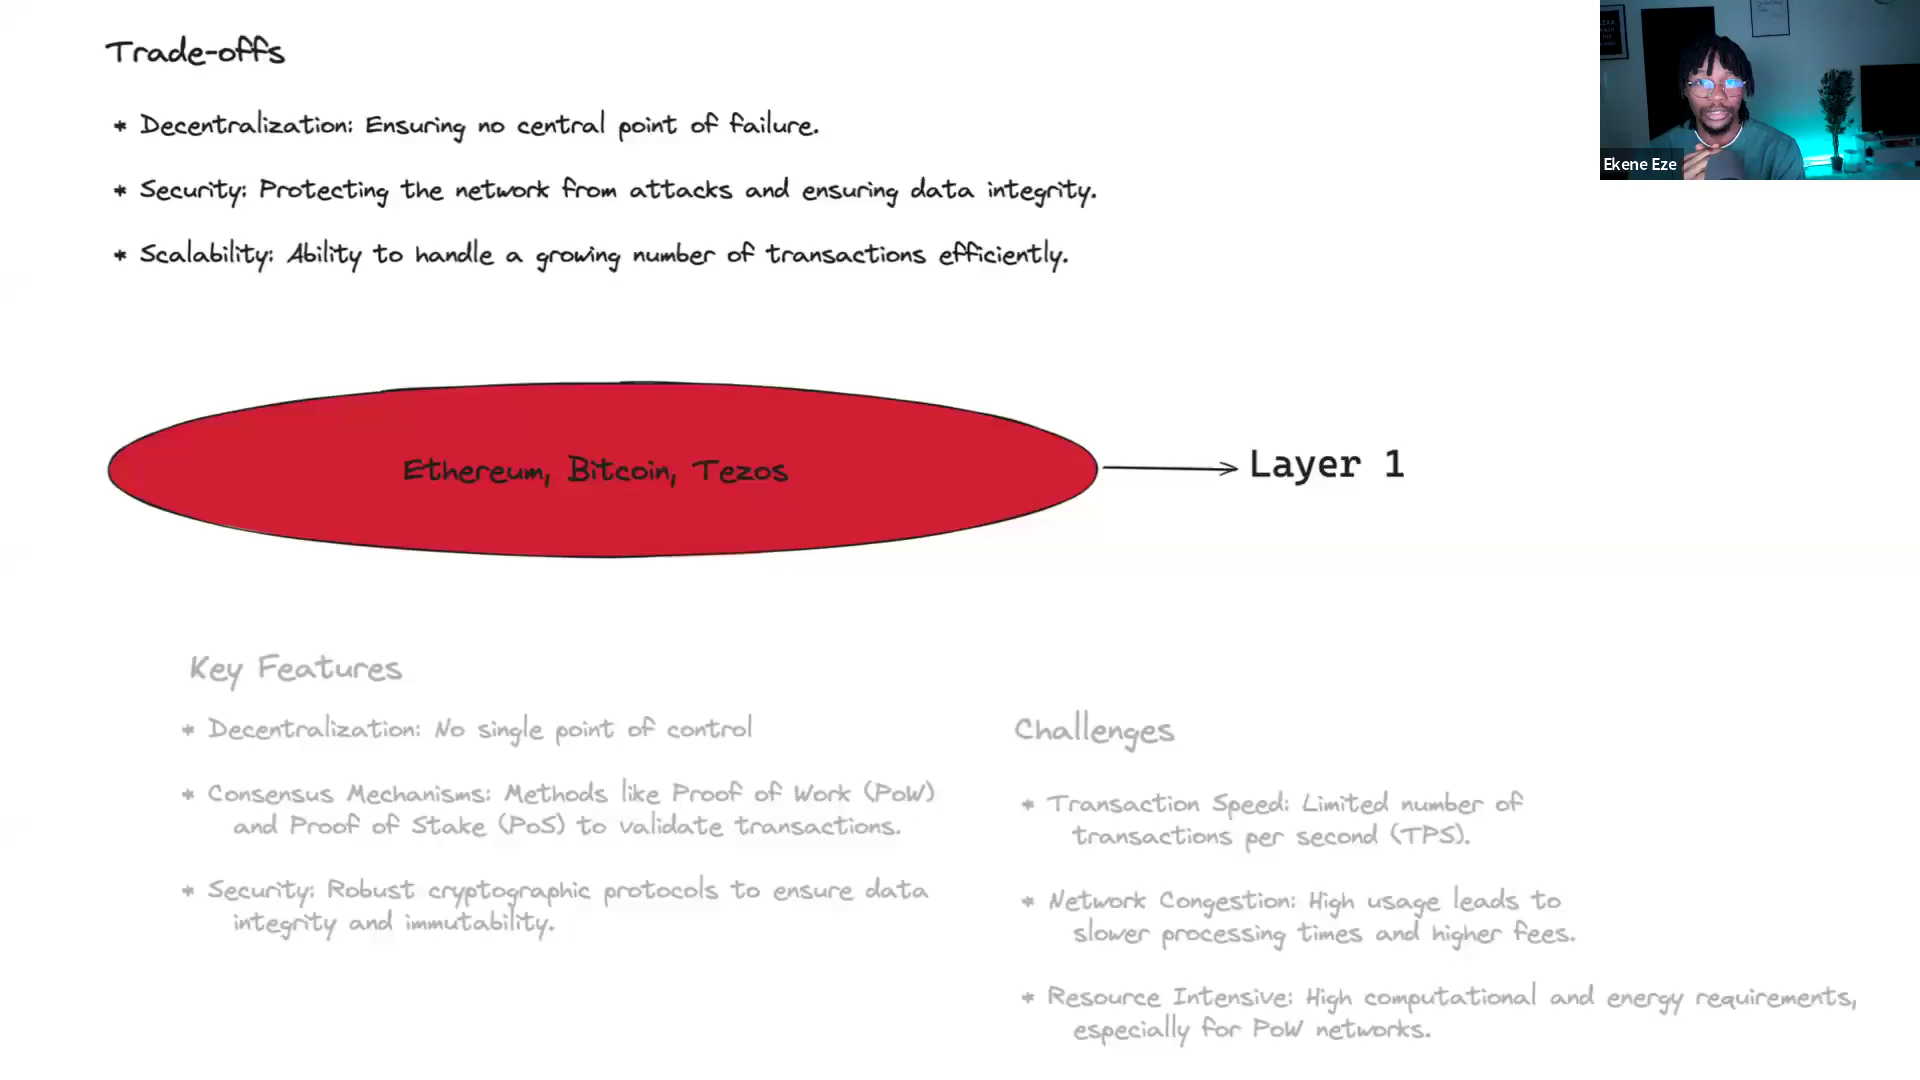 Trade-offs
* Decentralization: Ensuring no central point of failure.
* Security: Protecting the network from attacks and ensuring data integrity.
* Scalability: Ability to handle a growing number of transactions efficiently.
Ekene Eze
Ethereum, Bitcoin, Tezos
Layer 1
Key Features
* Decentralization: No single point of control
* Consensus Mechanisms: Methods like Proof of Work (PoW)
and Proof of Stake (PoS) to validate transactions.
* Security: Robust cryptographic protocols to ensure data
integrity and immutability.
Challenges
* Transaction Speed: Limited number of
transactions per second (TPS).
* Network Congestion: High usage leads to
slower processing times and higher fees.
* Resource Intensive: High computational and energy requirements,
especially for PoW networks.